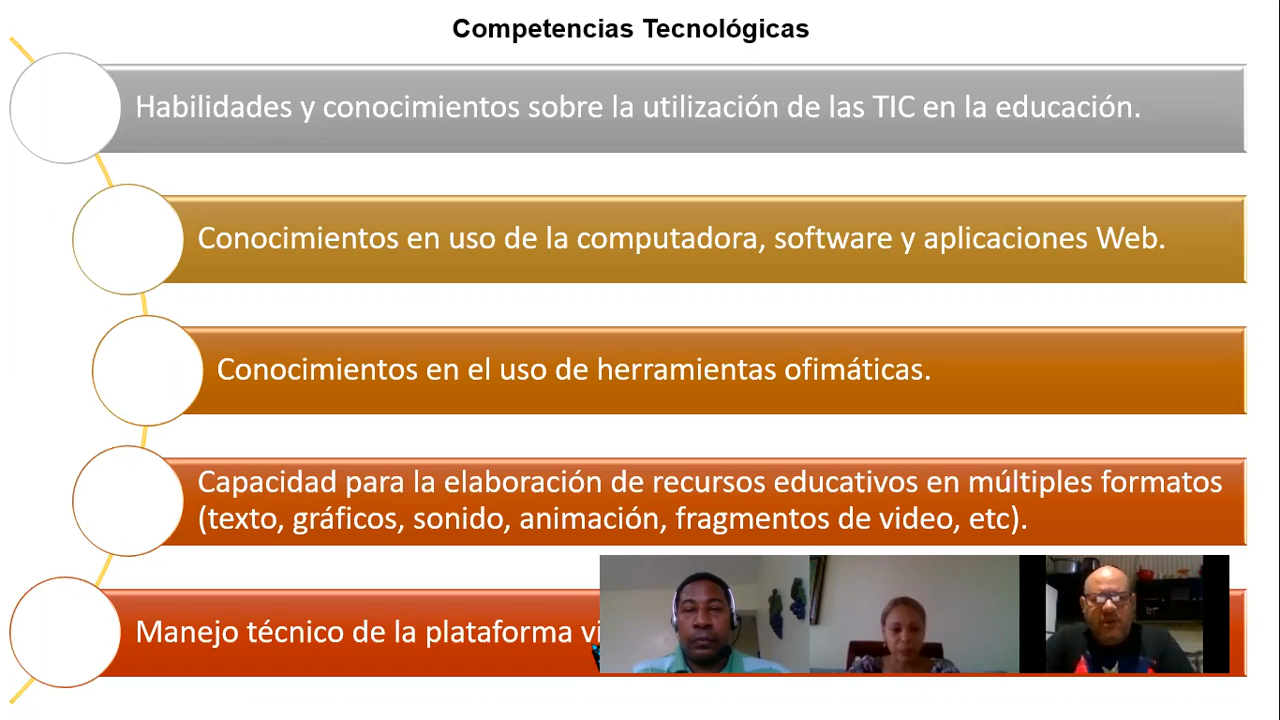 Competencias Tecnológicas
Habilidades y conocimientos sobre la utilización de las TIC en la educación.
Conocimientos en uso de la computadora, software y aplicaciones Web.
Conocimientos en el uso de herramientas ofimáticas.
Capacidad para la elaboración de recursos educativos en múltiples formatos
(texto, gráficos, sonido, animación, fragmentos de video, etc).
Manejo técnico de la plataforma